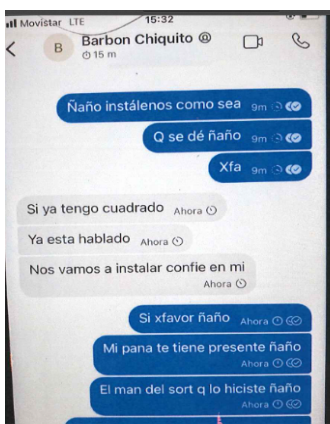 Movistar LTE 15:32
B Barbon Chiquito
15 m
Ñaño instálenos como sea 9m
Q se dé ñaño 9m
Xfa 9m
Si ya tengo cuadrado Ahora
Ya esta hablado Ahora
Nos vamos a instalar confie en mi
Ahora
Si xfavor ñaño Ahora
Mi pana te tiene presente ñaño
Ahora
El man del sort q lo hiciste ñaño
Ahora